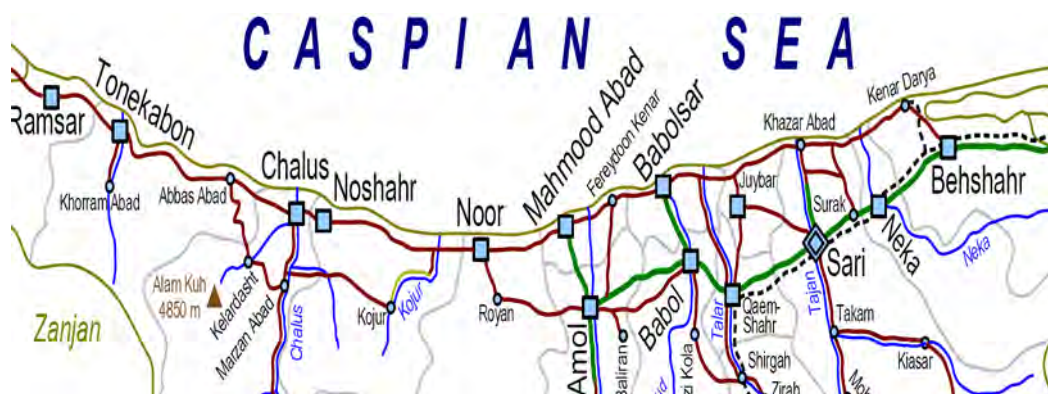 CASPIAN SEA
Ramsar
Tonekabon
Khorram Abad
Abbas Abad
Chalus
Noshahr
Noor
Mahmood Abad
Fereydoon Kenar
Babolsar
Khazar Abad
Kenar Darya
Juybar
Surak
Behshahr
Neka
Neka
Sari
Alam Kuh
4850 m
Kelardasht
Marzan Abad
Chalus
Kojur
Kojur
Royan
Amol
Baliran
Babol
Talar
Qaem-
Shahr
Tajan
Takam
Kiasar
Shirgah
Zirah
Zanjan